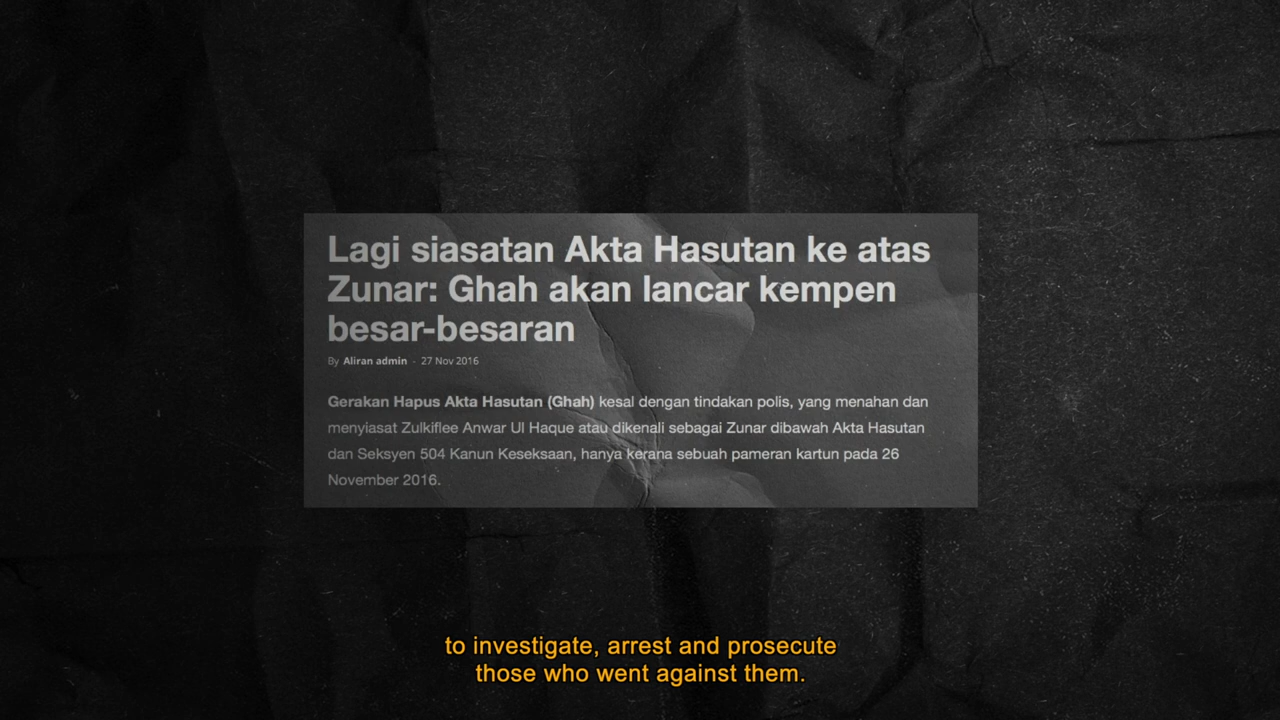 Lagi siasatan Akta Hasutan ke atas
Zunar: Ghah akan lancar kempen
besar-besaran
By Aliran admin - 27 Nov 2016
Gerakan Hapus Akta Hasutan (Ghah) kesal dengan tindakan polis, yang menahan dan
menyiasat Zulkiflee Anwar Ul Haque atau dikenali sebagai Zunar dibawah Akta Hasutan
dan Seksyen 504 Kanun Keseksaan, hanya kerana sebuah pameran kartun pada 26
November 2016.
to investigate, arrest and prosecute
those who went against them.